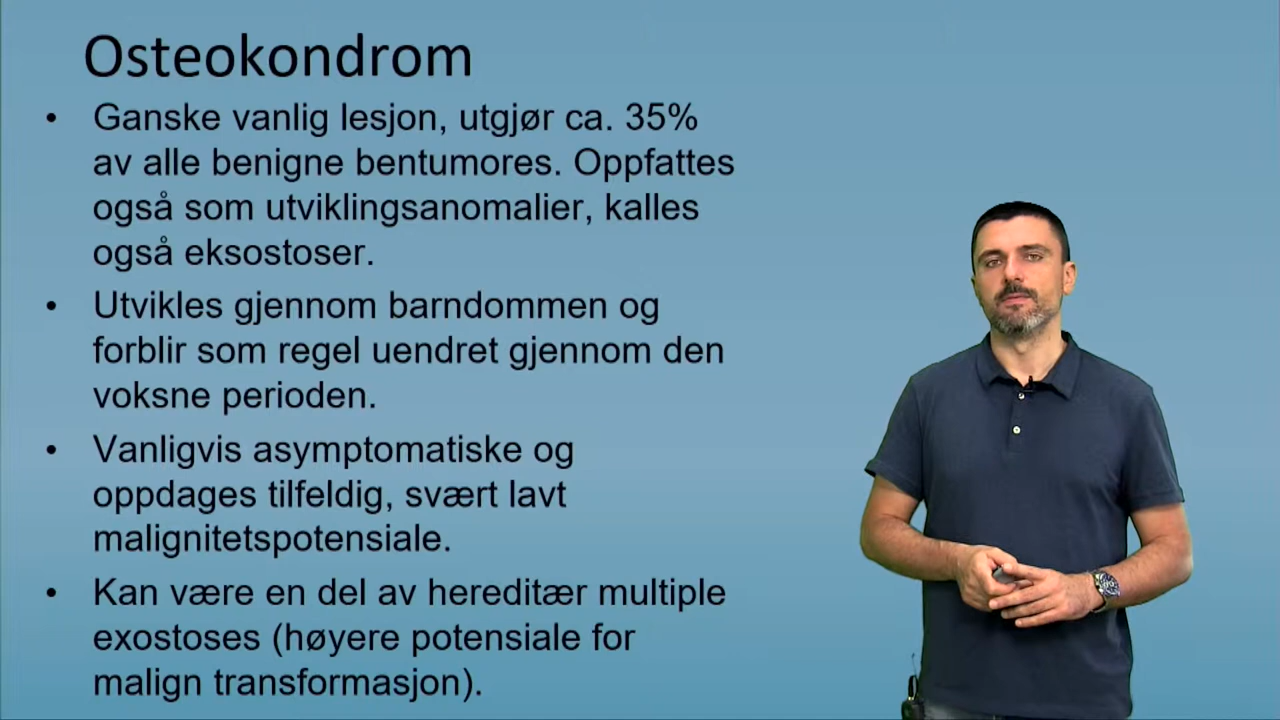 Osteokondrom
• Ganske vanlig lesjon, utgjør ca. 35%
av alle benigne bentumores. Oppfattes
også som utviklingsanomalier, kalles
også eksostoser.
• Utvikles gjennom barndommen og
forblir som regel uendret gjennom den
voksne perioden.
• Vanligvis asymptomatiske og
oppdages tilfeldig, svært lavt
malignitetspotensiale.
• Kan være en del av hereditær multiple
exostoses (høyere potensiale for
malign transformasjon).